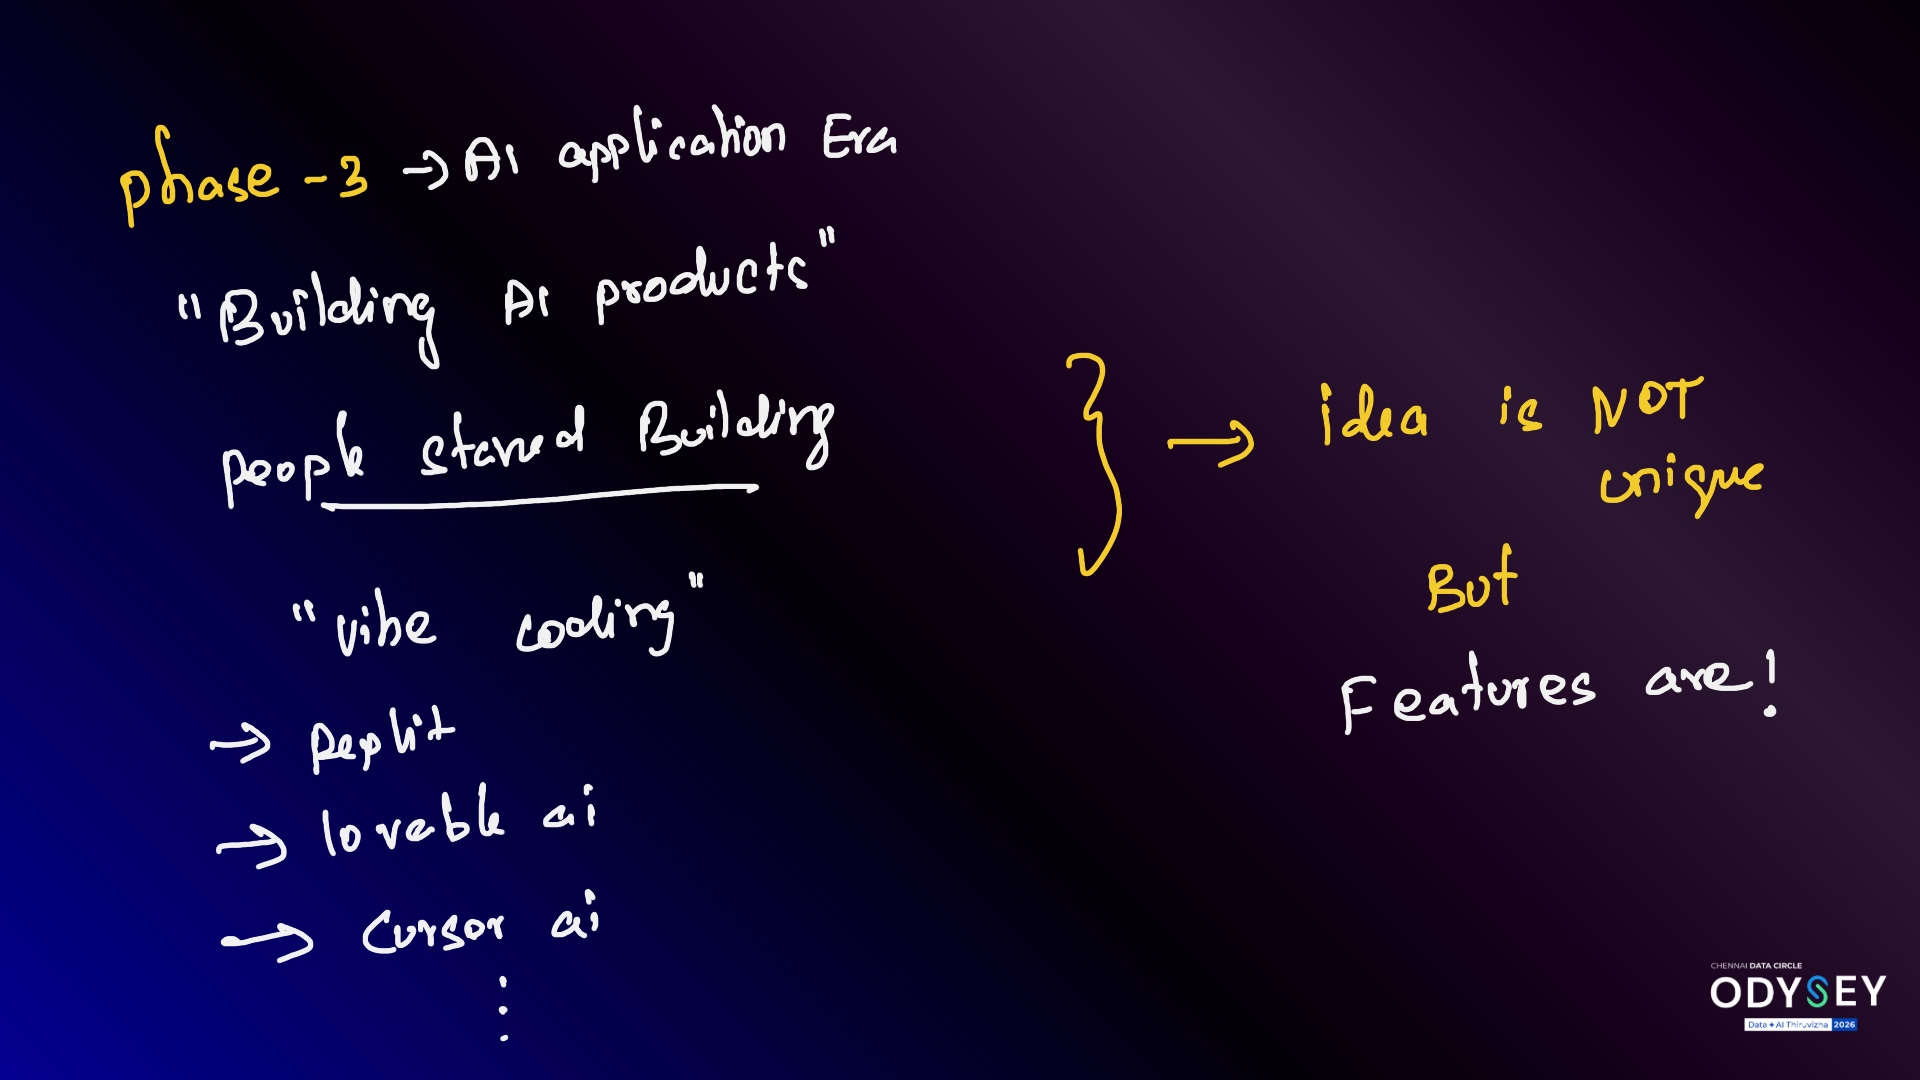 phase - 3 → Ai application Era
"Building Ai products"
people started Building
"vibe coding"
→ Replit
→ lovable ai
→ Cursor ai
⋮
} → idea is NOT
unique
But
Features are!
CHENNAI DATA CIRCLE
ODYSSEY
Data ✦ AI Thiruvizha 2026